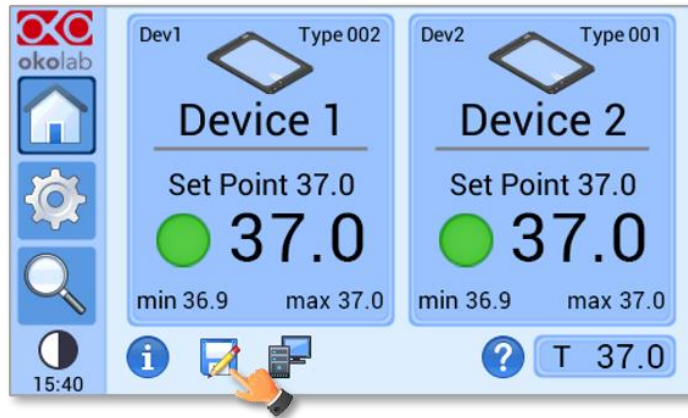 OKO
okolab
15:40
Dev1 Type 002
Device 1
Set Point 37.0
37.0
min 36.9 max 37.0
Dev2 Type 001
Device 2
Set Point 37.0
37.0
min 36.9 max 37.0
i
?
T 37.0